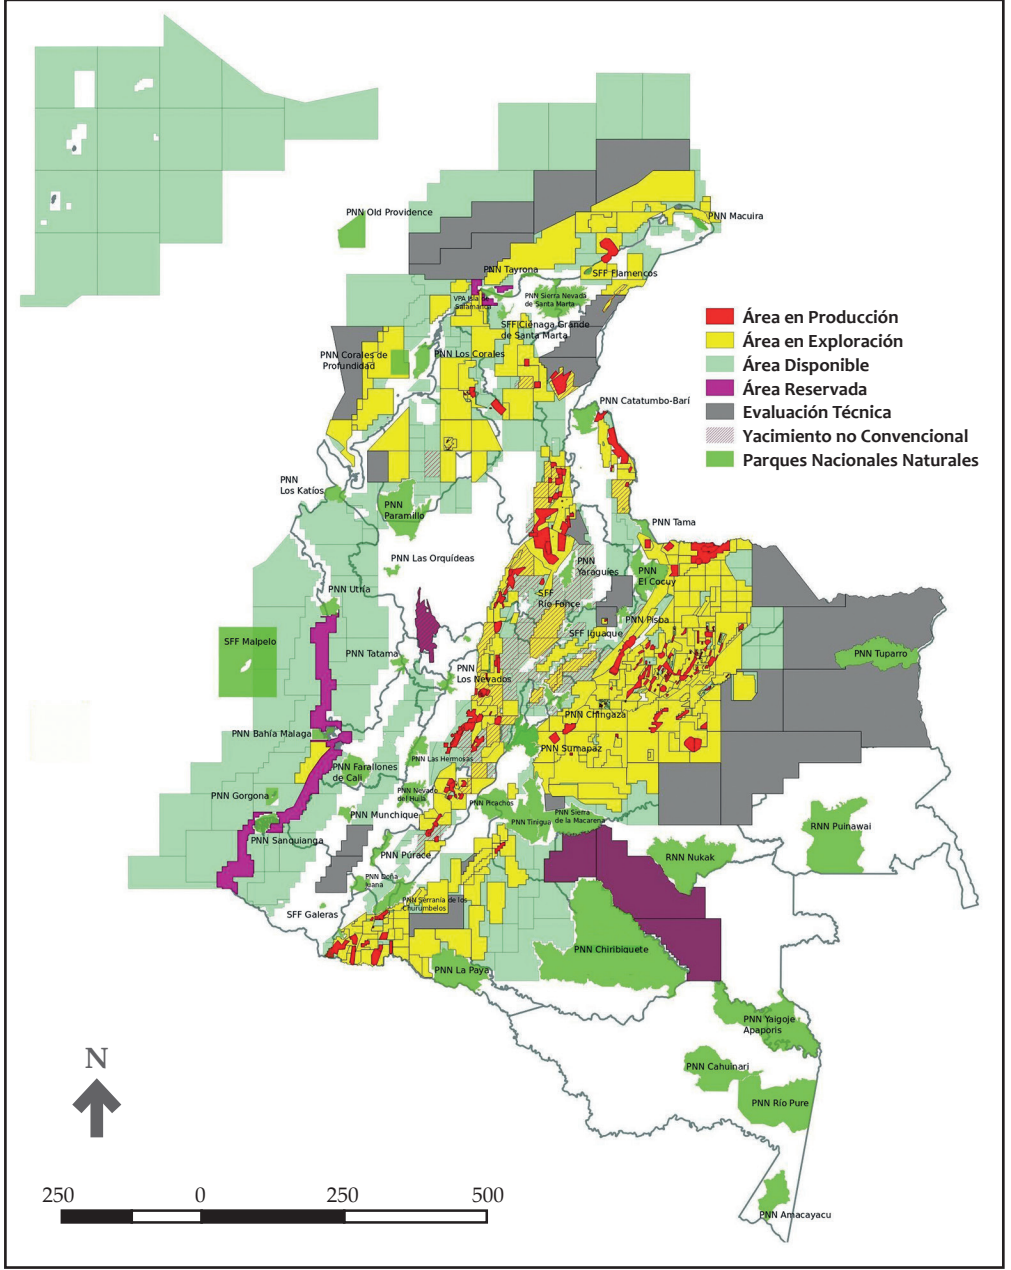 PNN Old Providence
PNN Macuira
PNN Tayrona
SFF Flamencos
VPA Isla de
Salamanca
PNN Sierra Nevada
de Santa Marta
SFF Ciénaga Grande
de Santa Marta
PNN Corales de
Profundidad
PNN Los Corales
Área en Producción
Área en Exploración
Área Disponible
Área Reservada
Evaluación Técnica
Yacimiento no Convencional
Parques Nacionales Naturales
PNN Catatumbo-Barí
PNN
Los Katíos
PNN
Paramillo
PNN Tama
PNN Las Orquídeas
PNN
Yaraguíes
PNN
El Cocuy
PNN Utría
SFF
Río Fonce
PNN Pisba
SFF Iguaque
SFF Malpelo
PNN Tatama
PNN Tuparro
PNN
Los Nevados
PNN Chingaza
PNN Bahía Malaga
PNN Sumapaz
PNN Las Hermosas
PNN Farallones
de Cali
PNN Gorgona
PNN Nevado
del Huila
PNN Picachos
PNN Munchique
PNN Tinigua
PNN Sierra
de la Macarena
RNN Puinawai
PNN Sanquianga
PNN Púrace
RNN Nukak
PNN Doña
Juana
PNN Serranía de los
Churumbelos
SFF Galeras
PNN Chiribiquete
PNN La Paya
PNN Yaigoje
Apaporis
N
PNN Cahuinari
PNN Río Pure
250 0 250 500
PNN Amacayacu